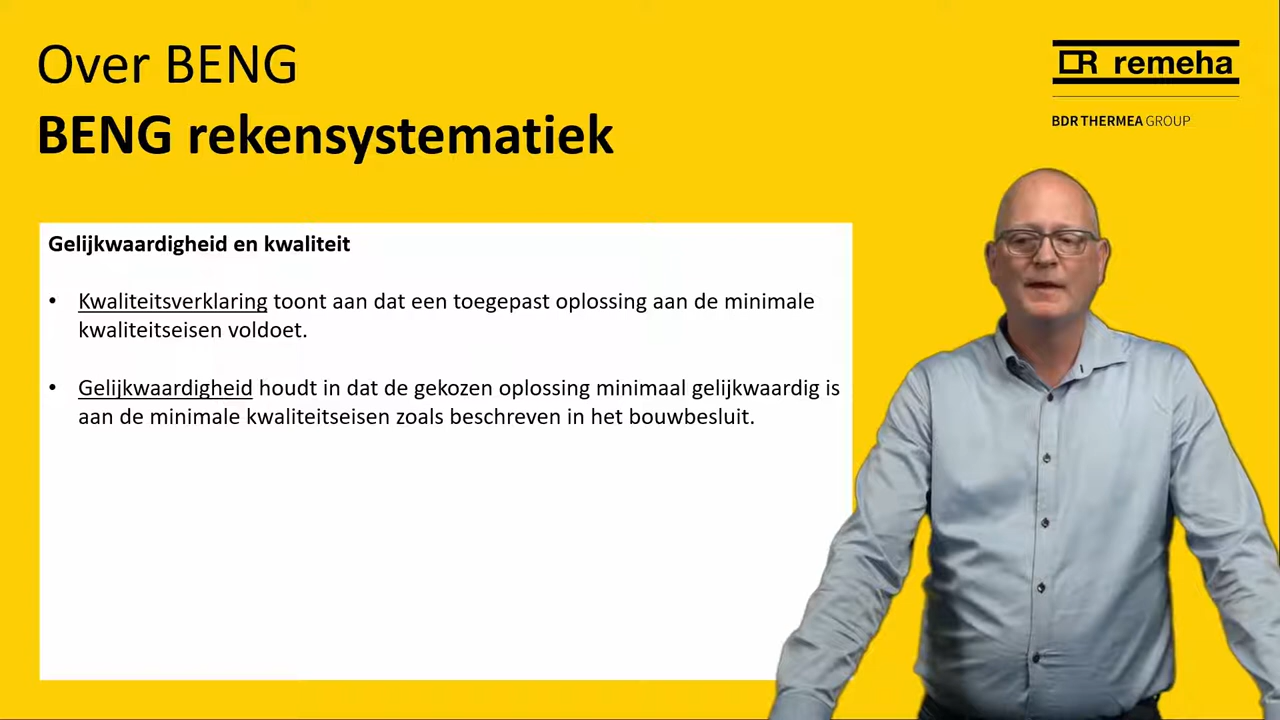 Over BENG
BENG rekensystematiek
remeha
BDR THERMEA GROUP
Gelijkwaardigheid en kwaliteit
• Kwaliteitsverklaring toont aan dat een toegepast oplossing aan de minimale
kwaliteitseisen voldoet.
• Gelijkwaardigheid houdt in dat de gekozen oplossing minimaal gelijkwaardig is
aan de minimale kwaliteitseisen zoals beschreven in het bouwbesluit.